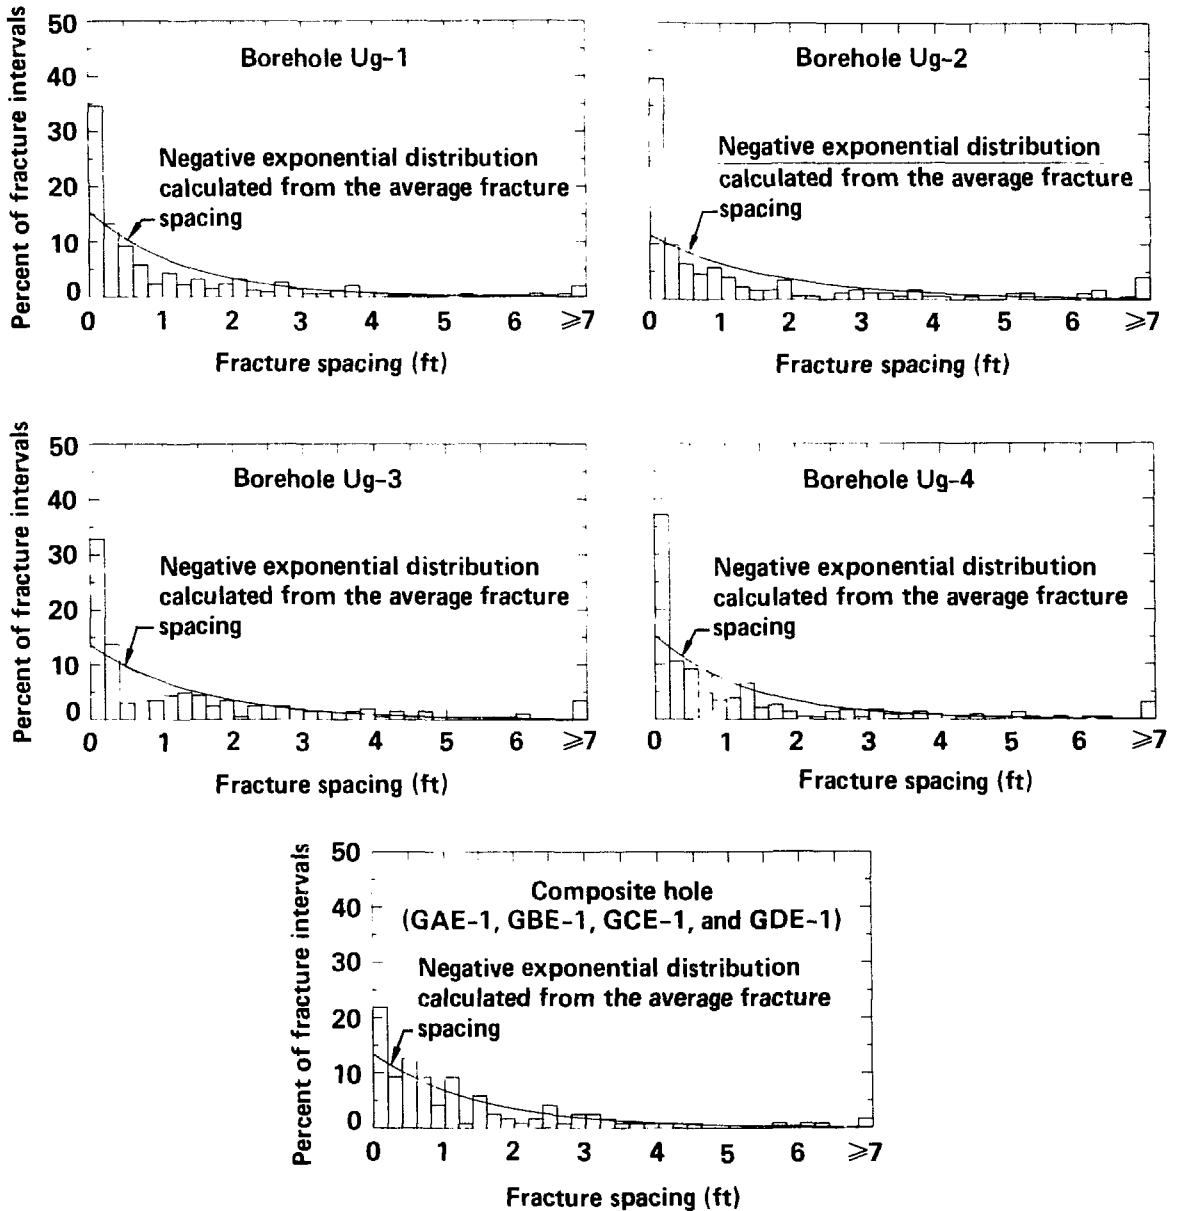 Percent of fracture intervals
50
40
30
20
10
0
Borehole Ug-1
Negative exponential distribution
calculated from the average fracture
spacing
0 1 2 3 4 5 6 ⩾7
Fracture spacing (ft)
Borehole Ug-2
Negative exponential distribution
calculated from the average fracture
spacing
0 1 2 3 4 5 6 ⩾7
Fracture spacing (ft)
Percent of fracture intervals
50
40
30
20
10
0
Borehole Ug-3
Negative exponential distribution
calculated from the average fracture
spacing
0 1 2 3 4 5 6 ⩾7
Fracture spacing (ft)
Borehole Ug-4
Negative exponential distribution
calculated from the average fracture
spacing
0 1 2 3 4 5 6 ⩾7
Fracture spacing (ft)
Percent of fracture intervals
50
40
30
20
10
0
Composite hole
(GAE-1, GBE-1, GCE-1, and GDE-1)
Negative exponential distribution
calculated from the average fracture
spacing
0 1 2 3 4 5 6 ⩾7
Fracture spacing (ft)